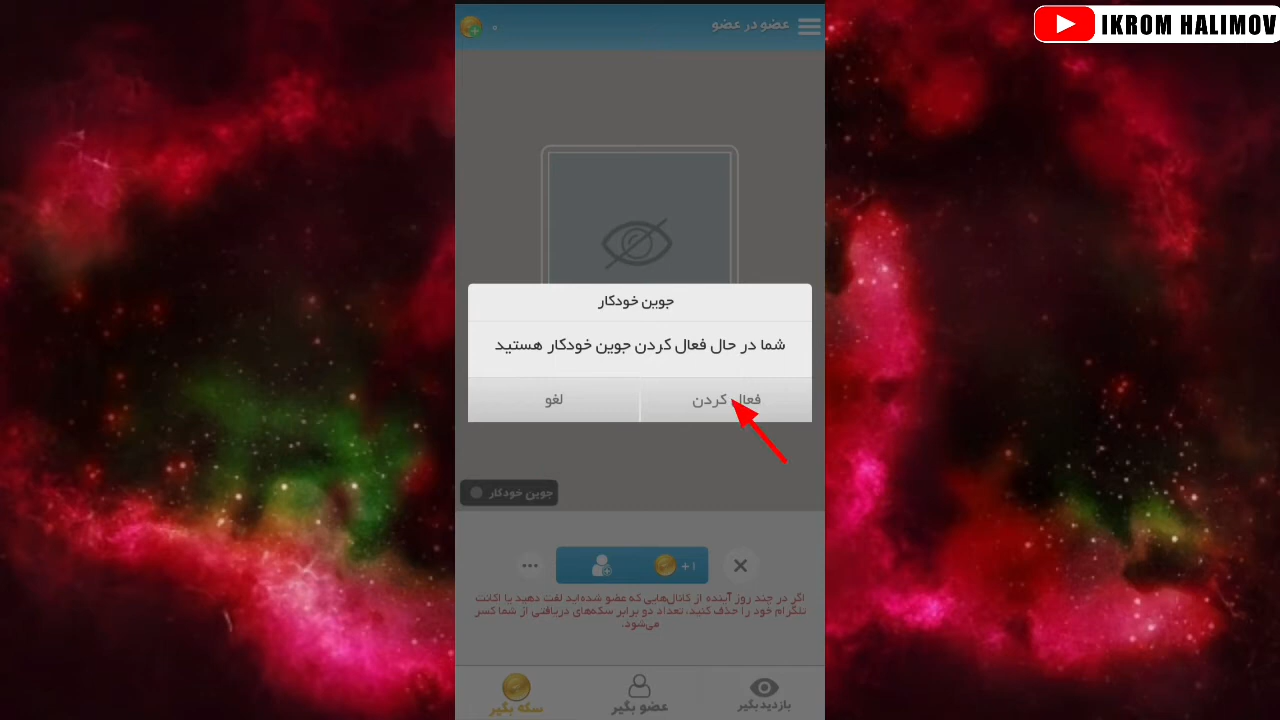 IKROM HALIMOV
عضو در عضو
۰
جوین خودکار
شما در حال فعال کردن جوین خودکار هستید
فعال کردن
لغو
جوین خودکار
+۱
اگر در چند روز آینده از کانال‌هایی که عضو شده‌اید لفت دهید یا اکانت
تلگرام خود را حذف کنید، تعداد دو برابر سکه‌های دریافتی از شما کسر
می‌شود.
بازدید بگیر
عضو بگیر
سکه بگیر